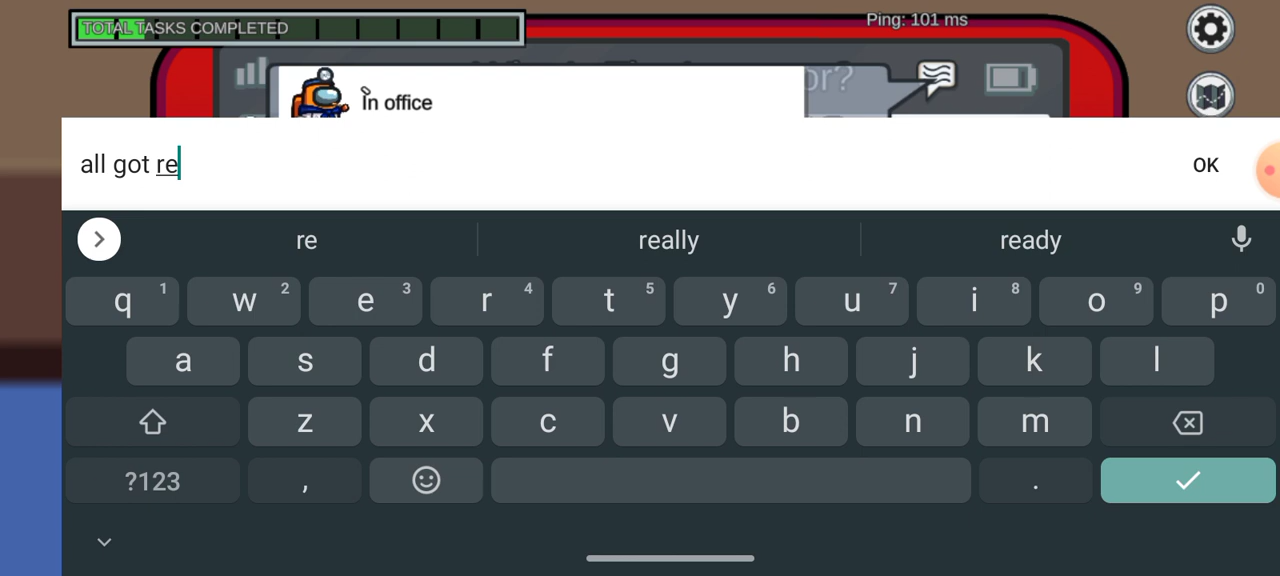 TOTAL TASKS COMPLETED
Ping: 101 ms
or?
In office
all got re
OK
re really ready
q 1 w 2 e 3 r 4 t 5 y 6 u 7 i 8 o 9 p 0
a s d f g h j k l
z x c v b n m
?123 , .